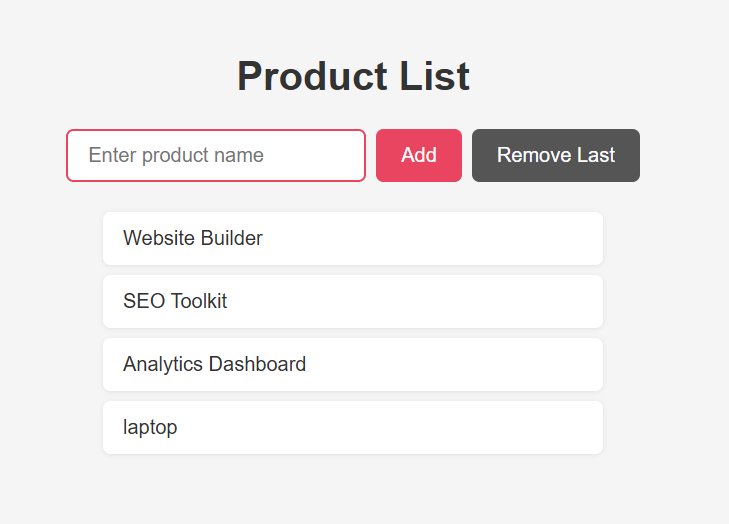 Product List
Enter product name Add Remove Last
Website Builder
SEO Toolkit
Analytics Dashboard
laptop